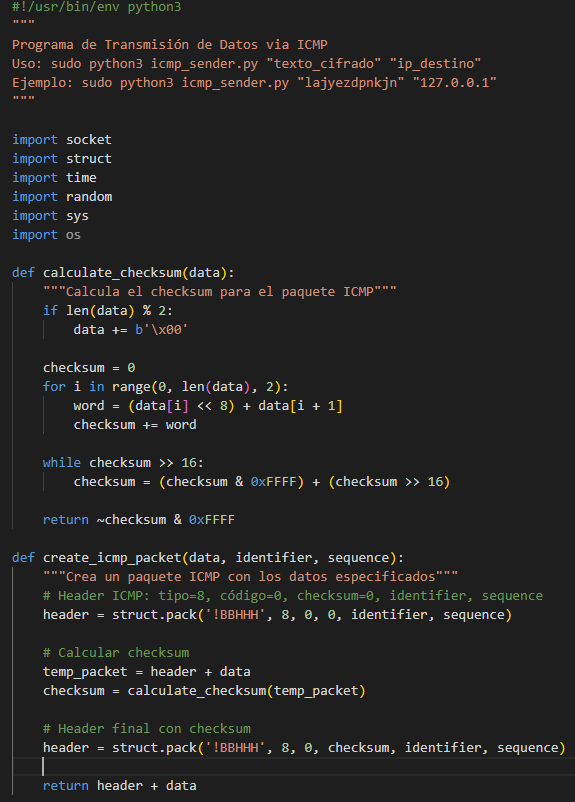 #!/usr/bin/env python3
"""
Programa de Transmisión de Datos via ICMP
Uso: sudo python3 icmp_sender.py "texto_cifrado" "ip_destino"
Ejemplo: sudo python3 icmp_sender.py "lajyezdpnkjn" "127.0.0.1"
"""

import socket
import struct
import time
import random
import sys
import os

def calculate_checksum(data):
    """Calcula el checksum para el paquete ICMP"""
    if len(data) % 2:
        data += b'\x00'

    checksum = 0
    for i in range(0, len(data), 2):
        word = (data[i] << 8) + data[i + 1]
        checksum += word

    while checksum >> 16:
        checksum = (checksum & 0xFFFF) + (checksum >> 16)

    return ~checksum & 0xFFFF

def create_icmp_packet(data, identifier, sequence):
    """Crea un paquete ICMP con los datos especificados"""
    # Header ICMP: tipo=8, código=0, checksum=0, identifier, sequence
    header = struct.pack('!BBHHH', 8, 0, 0, identifier, sequence)

    # Calcular checksum
    temp_packet = header + data
    checksum = calculate_checksum(temp_packet)

    # Header final con checksum
    header = struct.pack('!BBHHH', 8, 0, checksum, identifier, sequence)

    return header + data